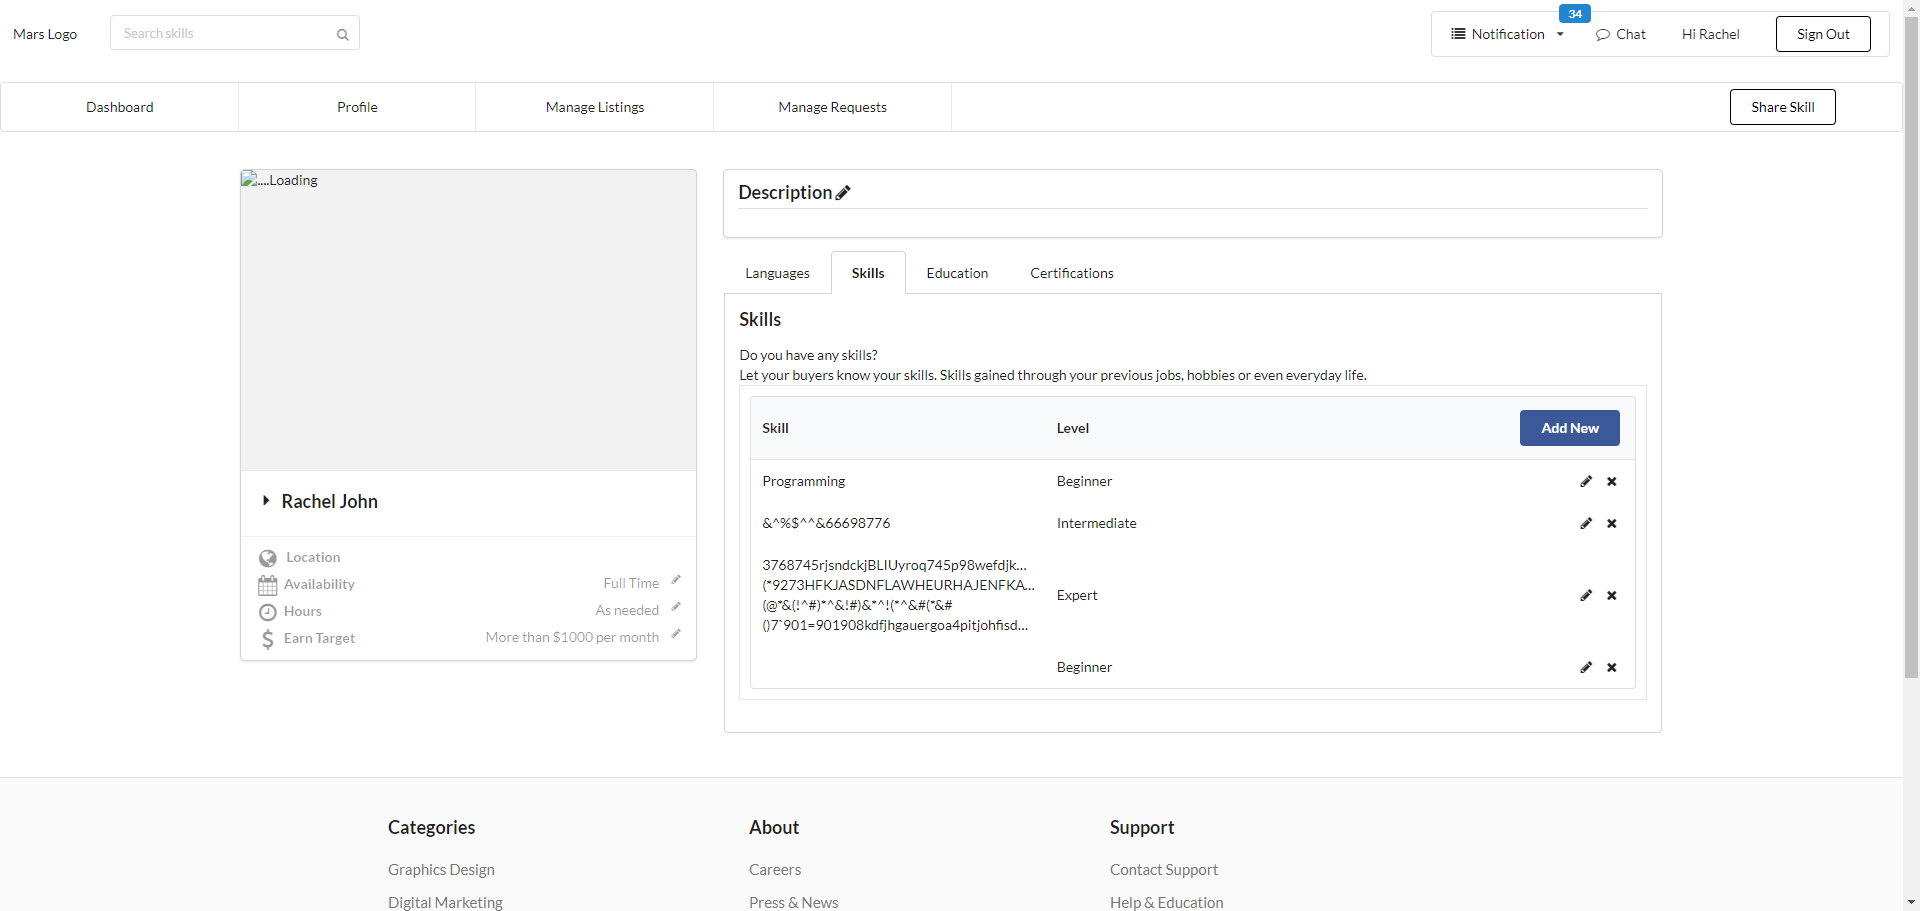 Mars Logo
Search skills
34
Notification
Chat
Hi Rachel
Sign Out
Dashboard
Profile
Manage Listings
Manage Requests
Share Skill
....Loading
Rachel John
Location
Availability
Full Time
Hours
As needed
Earn Target
More than $1000 per month
Description
Languages
Skills
Education
Certifications
Skills
Do you have any skills?
Let your buyers know your skills. Skills gained through your previous jobs, hobbies or even everyday life.
Skill
Level
Add New
Programming
Beginner
&^%$^^&66698776
Intermediate
3768745rjsndckjBLIUyroq745p98wefdjk...
(*9273HFKJASDNFLAWHEURHAJENFKA...
(@*&(!^#)*^&!#)&*^!(*^&#(*&#
()7`901=901908kdfjhgauergoa4pitjohfisd...
Expert
Beginner
Categories
Graphics Design
Digital Marketing
About
Careers
Press & News
Support
Contact Support
Help & Education